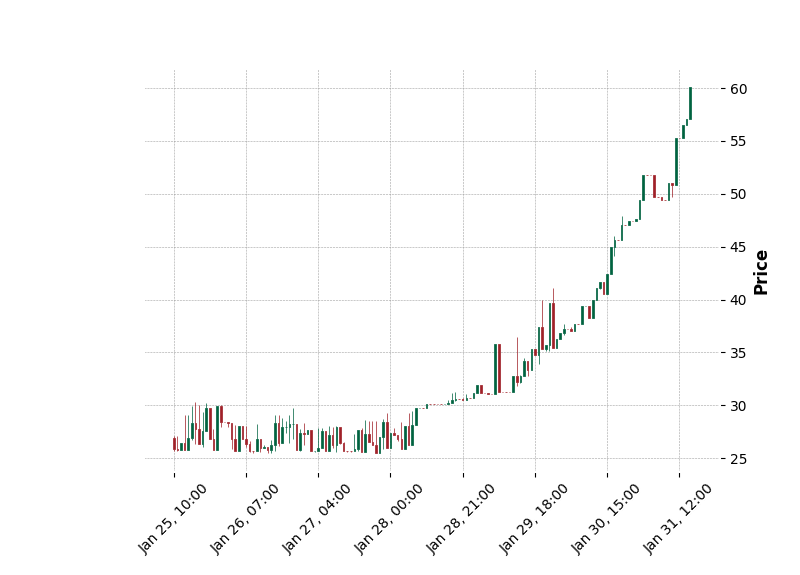 60
55
50
45
40
35
30
25
Price
Jan 25, 10:00
Jan 26, 07:00
Jan 27, 04:00
Jan 28, 00:00
Jan 28, 21:00
Jan 29, 18:00
Jan 30, 15:00
Jan 31, 12:00